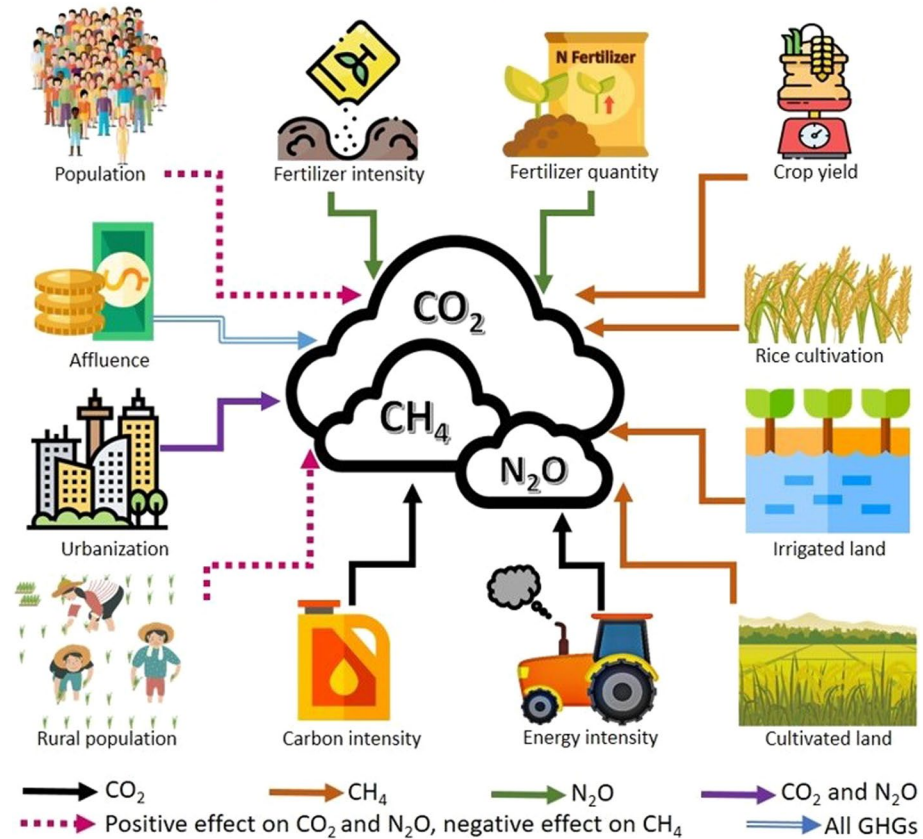 N Fertilizer
Population
Fertilizer intensity
Fertilizer quantity
Crop yield
CO₂
Affluence
Rice cultivation
CH₄
N₂O
Urbanization
Irrigated land
Rural population
Carbon intensity
Energy intensity
Cultivated land
CO₂
CH₄
N₂O
CO₂ and N₂O
Positive effect on CO₂ and N₂O, negative effect on CH₄
All GHGs